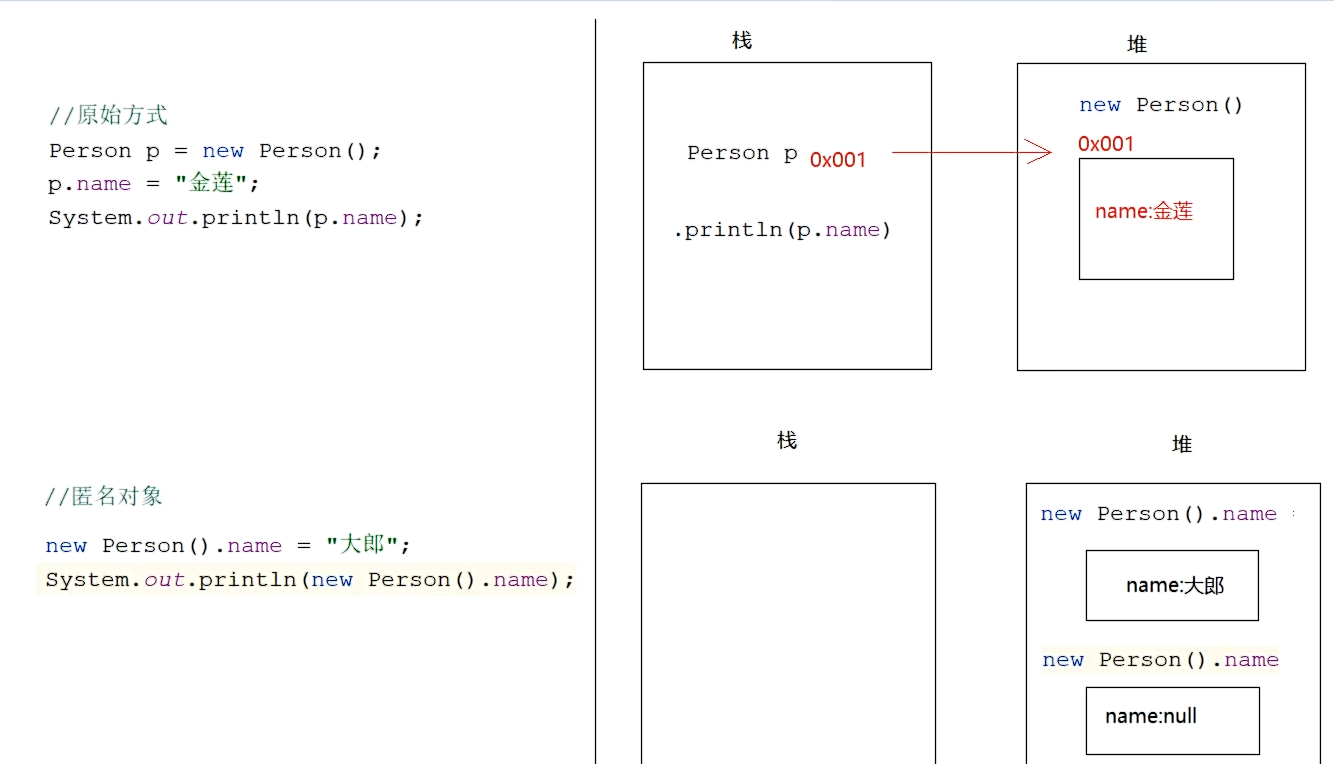 //原始方式
Person p = new Person();
p.name = "金莲";
System.out.println(p.name);
栈
Person p 0x001
.println(p.name)
堆
new Person()
0x001
name:金莲
//匿名对象
new Person().name = "大郎";
System.out.println(new Person().name);
栈
堆
new Person().name
name:大郎
new Person().name
name:null